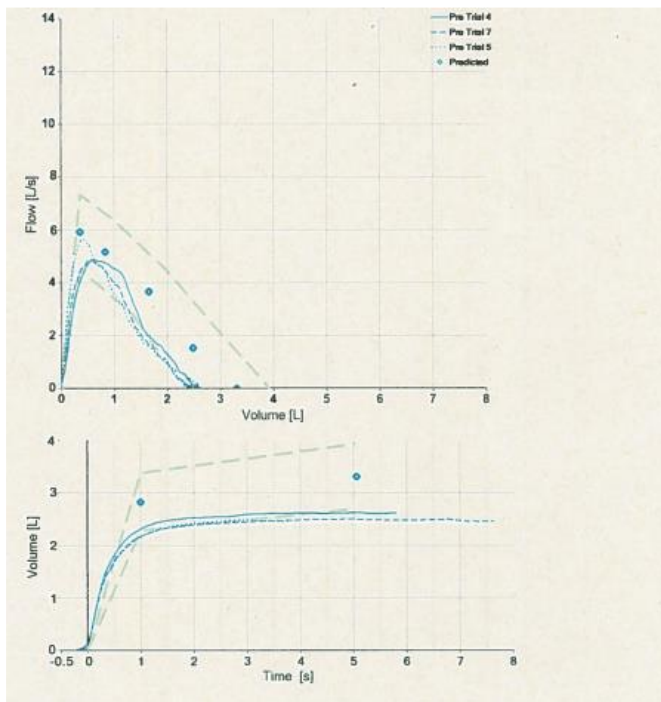 14
12
10
8
6
4
2
0
Flow [L/s]
Pre Trial 4
Pre Trial 7
Pre Trial 5
Predicted
0 1 2 3 4 5 6 7 8
Volume [L]
4
3
2
1
0
Volume [L]
-0.5 0 1 2 3 4 5 6 7 8
Time [s]